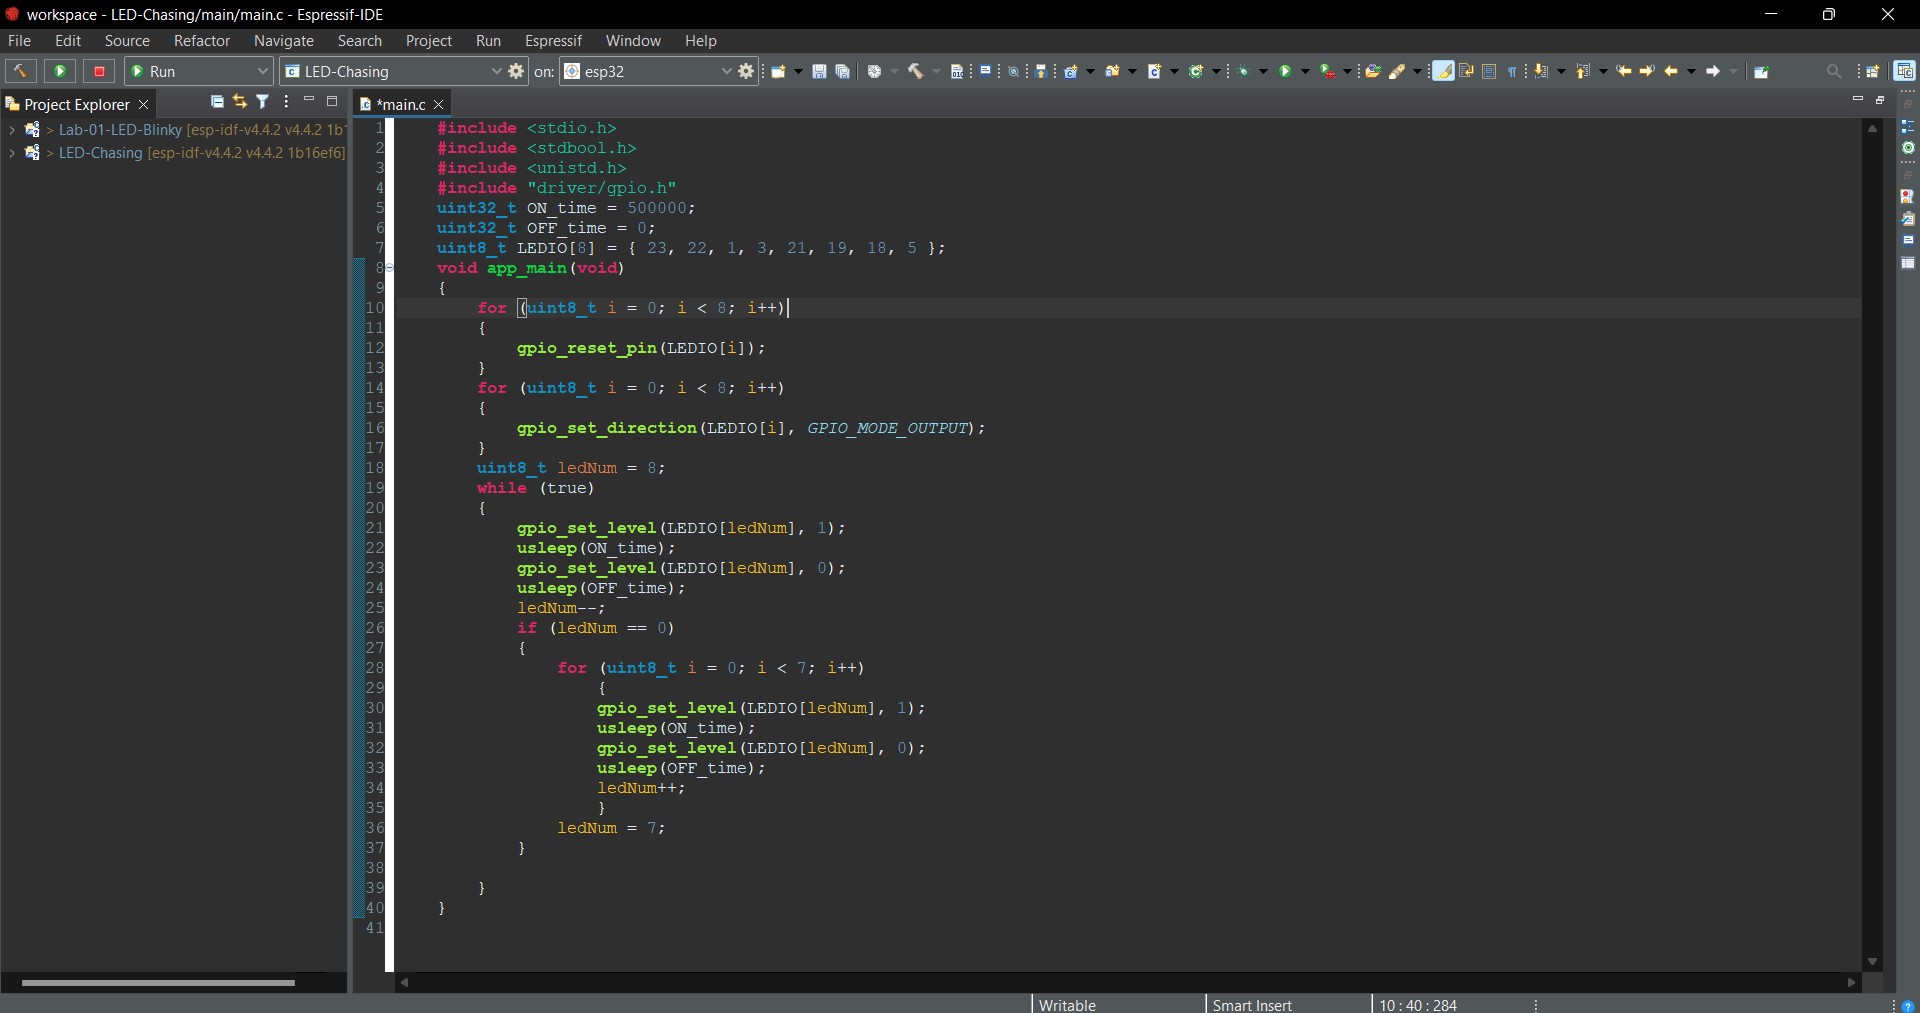 workspace - LED-Chasing/main/main.c - Espressif-IDE
File Edit Source Refactor Navigate Search Project Run Espressif Window Help
Run LED-Chasing on: esp32
Project Explorer *main.c
> Lab-01-LED-Blinky [esp-idf-v4.4.2 v4.4.2 1b
> LED-Chasing [esp-idf-v4.4.2 v4.4.2 1b16ef6]
1 #include <stdio.h>
2 #include <stdbool.h>
3 #include <unistd.h>
4 #include "driver/gpio.h"
5 uint32_t ON_time = 500000;
6 uint32_t OFF_time = 0;
7 uint8_t LEDIO[8] = { 23, 22, 1, 3, 21, 19, 18, 5 };
8 void app_main(void)
9 {
10 for (uint8_t i = 0; i < 8; i++)
11 {
12 gpio_reset_pin(LEDIO[i]);
13 }
14 for (uint8_t i = 0; i < 8; i++)
15 {
16 gpio_set_direction(LEDIO[i], GPIO_MODE_OUTPUT);
17 }
18 uint8_t ledNum = 8;
19 while (true)
20 {
21 gpio_set_level(LEDIO[ledNum], 1);
22 usleep(ON_time);
23 gpio_set_level(LEDIO[ledNum], 0);
24 usleep(OFF_time);
25 ledNum--;
26 if (ledNum == 0)
27 {
28 for (uint8_t i = 0; i < 7; i++)
29 {
30 gpio_set_level(LEDIO[ledNum], 1);
31 usleep(ON_time);
32 gpio_set_level(LEDIO[ledNum], 0);
33 usleep(OFF_time);
34 ledNum++;
35 }
36 ledNum = 7;
37 }
38
39 }
40 }
41
Writable Smart Insert 10 : 40 : 284